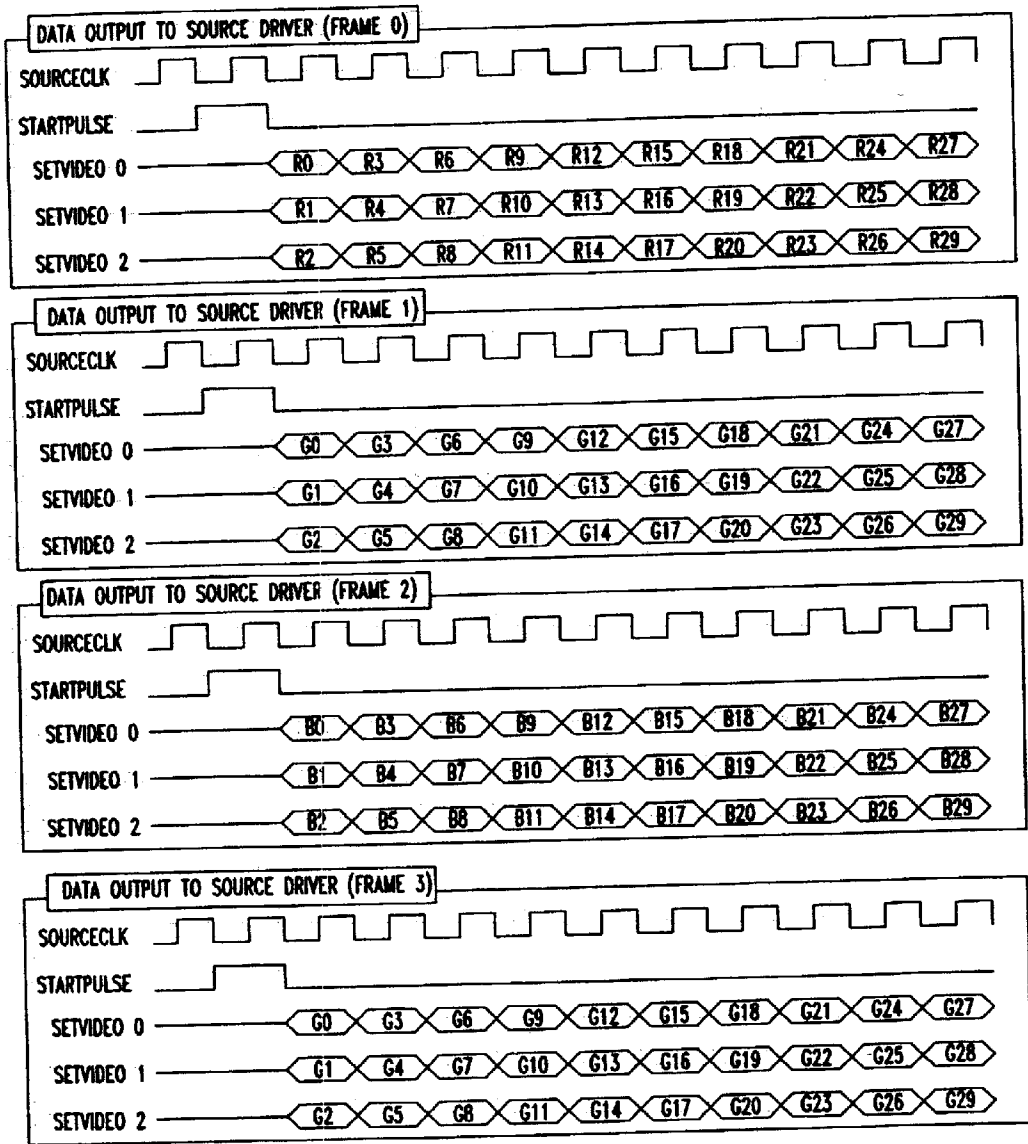 DATA OUTPUT TO SOURCE DRIVER (FRAME 0)
SOURCECLK
STARTPULSE
SETVIDEO 0 R0 R3 R6 R9 R12 R15 R18 R21 R24 R27
SETVIDEO 1 R1 R4 R7 R10 R13 R16 R19 R22 R25 R28
SETVIDEO 2 R2 R5 R8 R11 R14 R17 R20 R23 R26 R29
DATA OUTPUT TO SOURCE DRIVER (FRAME 1)
SOURCECLK
STARTPULSE
SETVIDEO 0 G0 G3 G6 G9 G12 G15 G18 G21 G24 G27
SETVIDEO 1 G1 G4 G7 G10 G13 G16 G19 G22 G25 G28
SETVIDEO 2 G2 G5 G8 G11 G14 G17 G20 G23 G26 G29
DATA OUTPUT TO SOURCE DRIVER (FRAME 2)
SOURCECLK
STARTPULSE
SETVIDEO 0 B0 B3 B6 B9 B12 B15 B18 B21 B24 B27
SETVIDEO 1 B1 B4 B7 B10 B13 B16 B19 B22 B25 B28
SETVIDEO 2 B2 B5 B8 B11 B14 B17 B20 B23 B26 B29
DATA OUTPUT TO SOURCE DRIVER (FRAME 3)
SOURCECLK
STARTPULSE
SETVIDEO 0 G0 G3 G6 G9 G12 G15 G18 G21 G24 G27
SETVIDEO 1 G1 G4 G7 G10 G13 G16 G19 G22 G25 G28
SETVIDEO 2 G2 G5 G8 G11 G14 G17 G20 G23 G26 G29